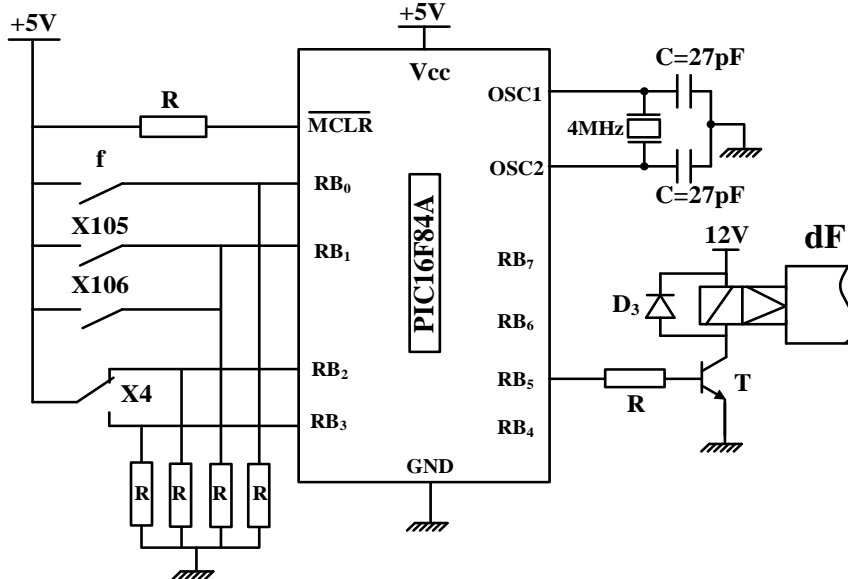 +5V
+5V
Vcc
C=27pF
R
MCLR
OSC1
4MHz
f
OSC2
C=27pF
RB0
X105
RB1
12V
dF
X106
PIC16F84A
RB7
D3
RB6
RB2
RB5
T
X4
R
RB3
RB4
GND
R R R R